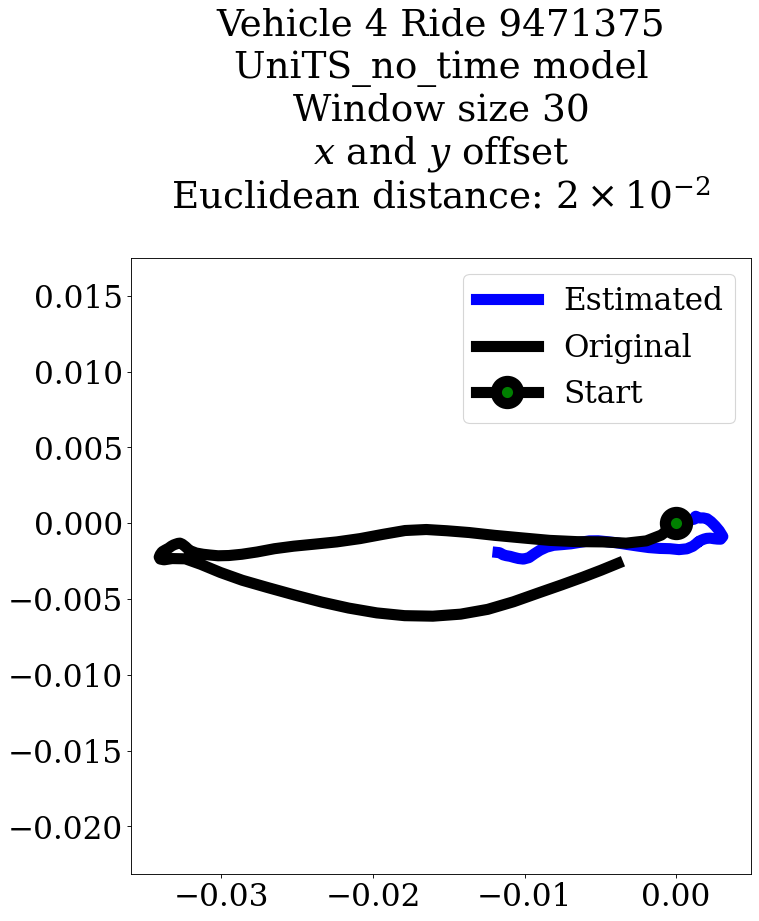 Vehicle 4 Ride 9471375
UniTS_no_time model
Window size 30
x and y offset
Euclidean distance: 2 × 10⁻²
Estimated
Original
Start
0.015
0.010
0.005
0.000
−0.005
−0.010
−0.015
−0.020
−0.03
−0.02
−0.01
0.00